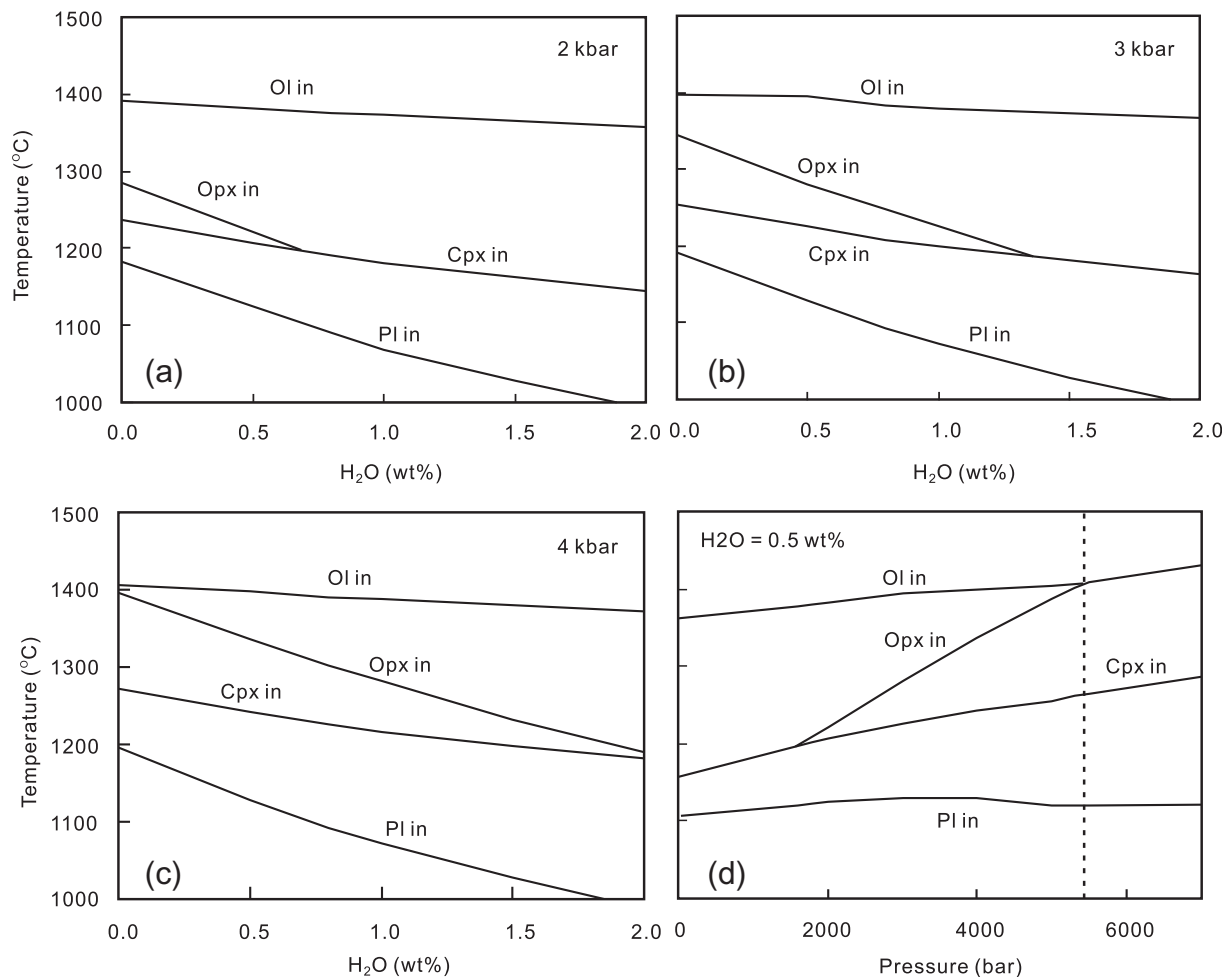 1500
1400
1300
1200
1100
1000
Temperature (°C)
2 kbar
Ol in
Opx in
Cpx in
Pl in
(a)
0.0 0.5 1.0 1.5 2.0
H₂O (wt%)
3 kbar
Ol in
Opx in
Cpx in
Pl in
(b)
0.0 0.5 1.0 1.5 2.0
H₂O (wt%)
1500
1400
1300
1200
1100
1000
Temperature (°C)
4 kbar
Ol in
Opx in
Cpx in
Pl in
(c)
0.0 0.5 1.0 1.5 2.0
H₂O (wt%)
H2O = 0.5 wt%
Ol in
Opx in
Cpx in
Pl in
(d)
0 2000 4000 6000
Pressure (bar)